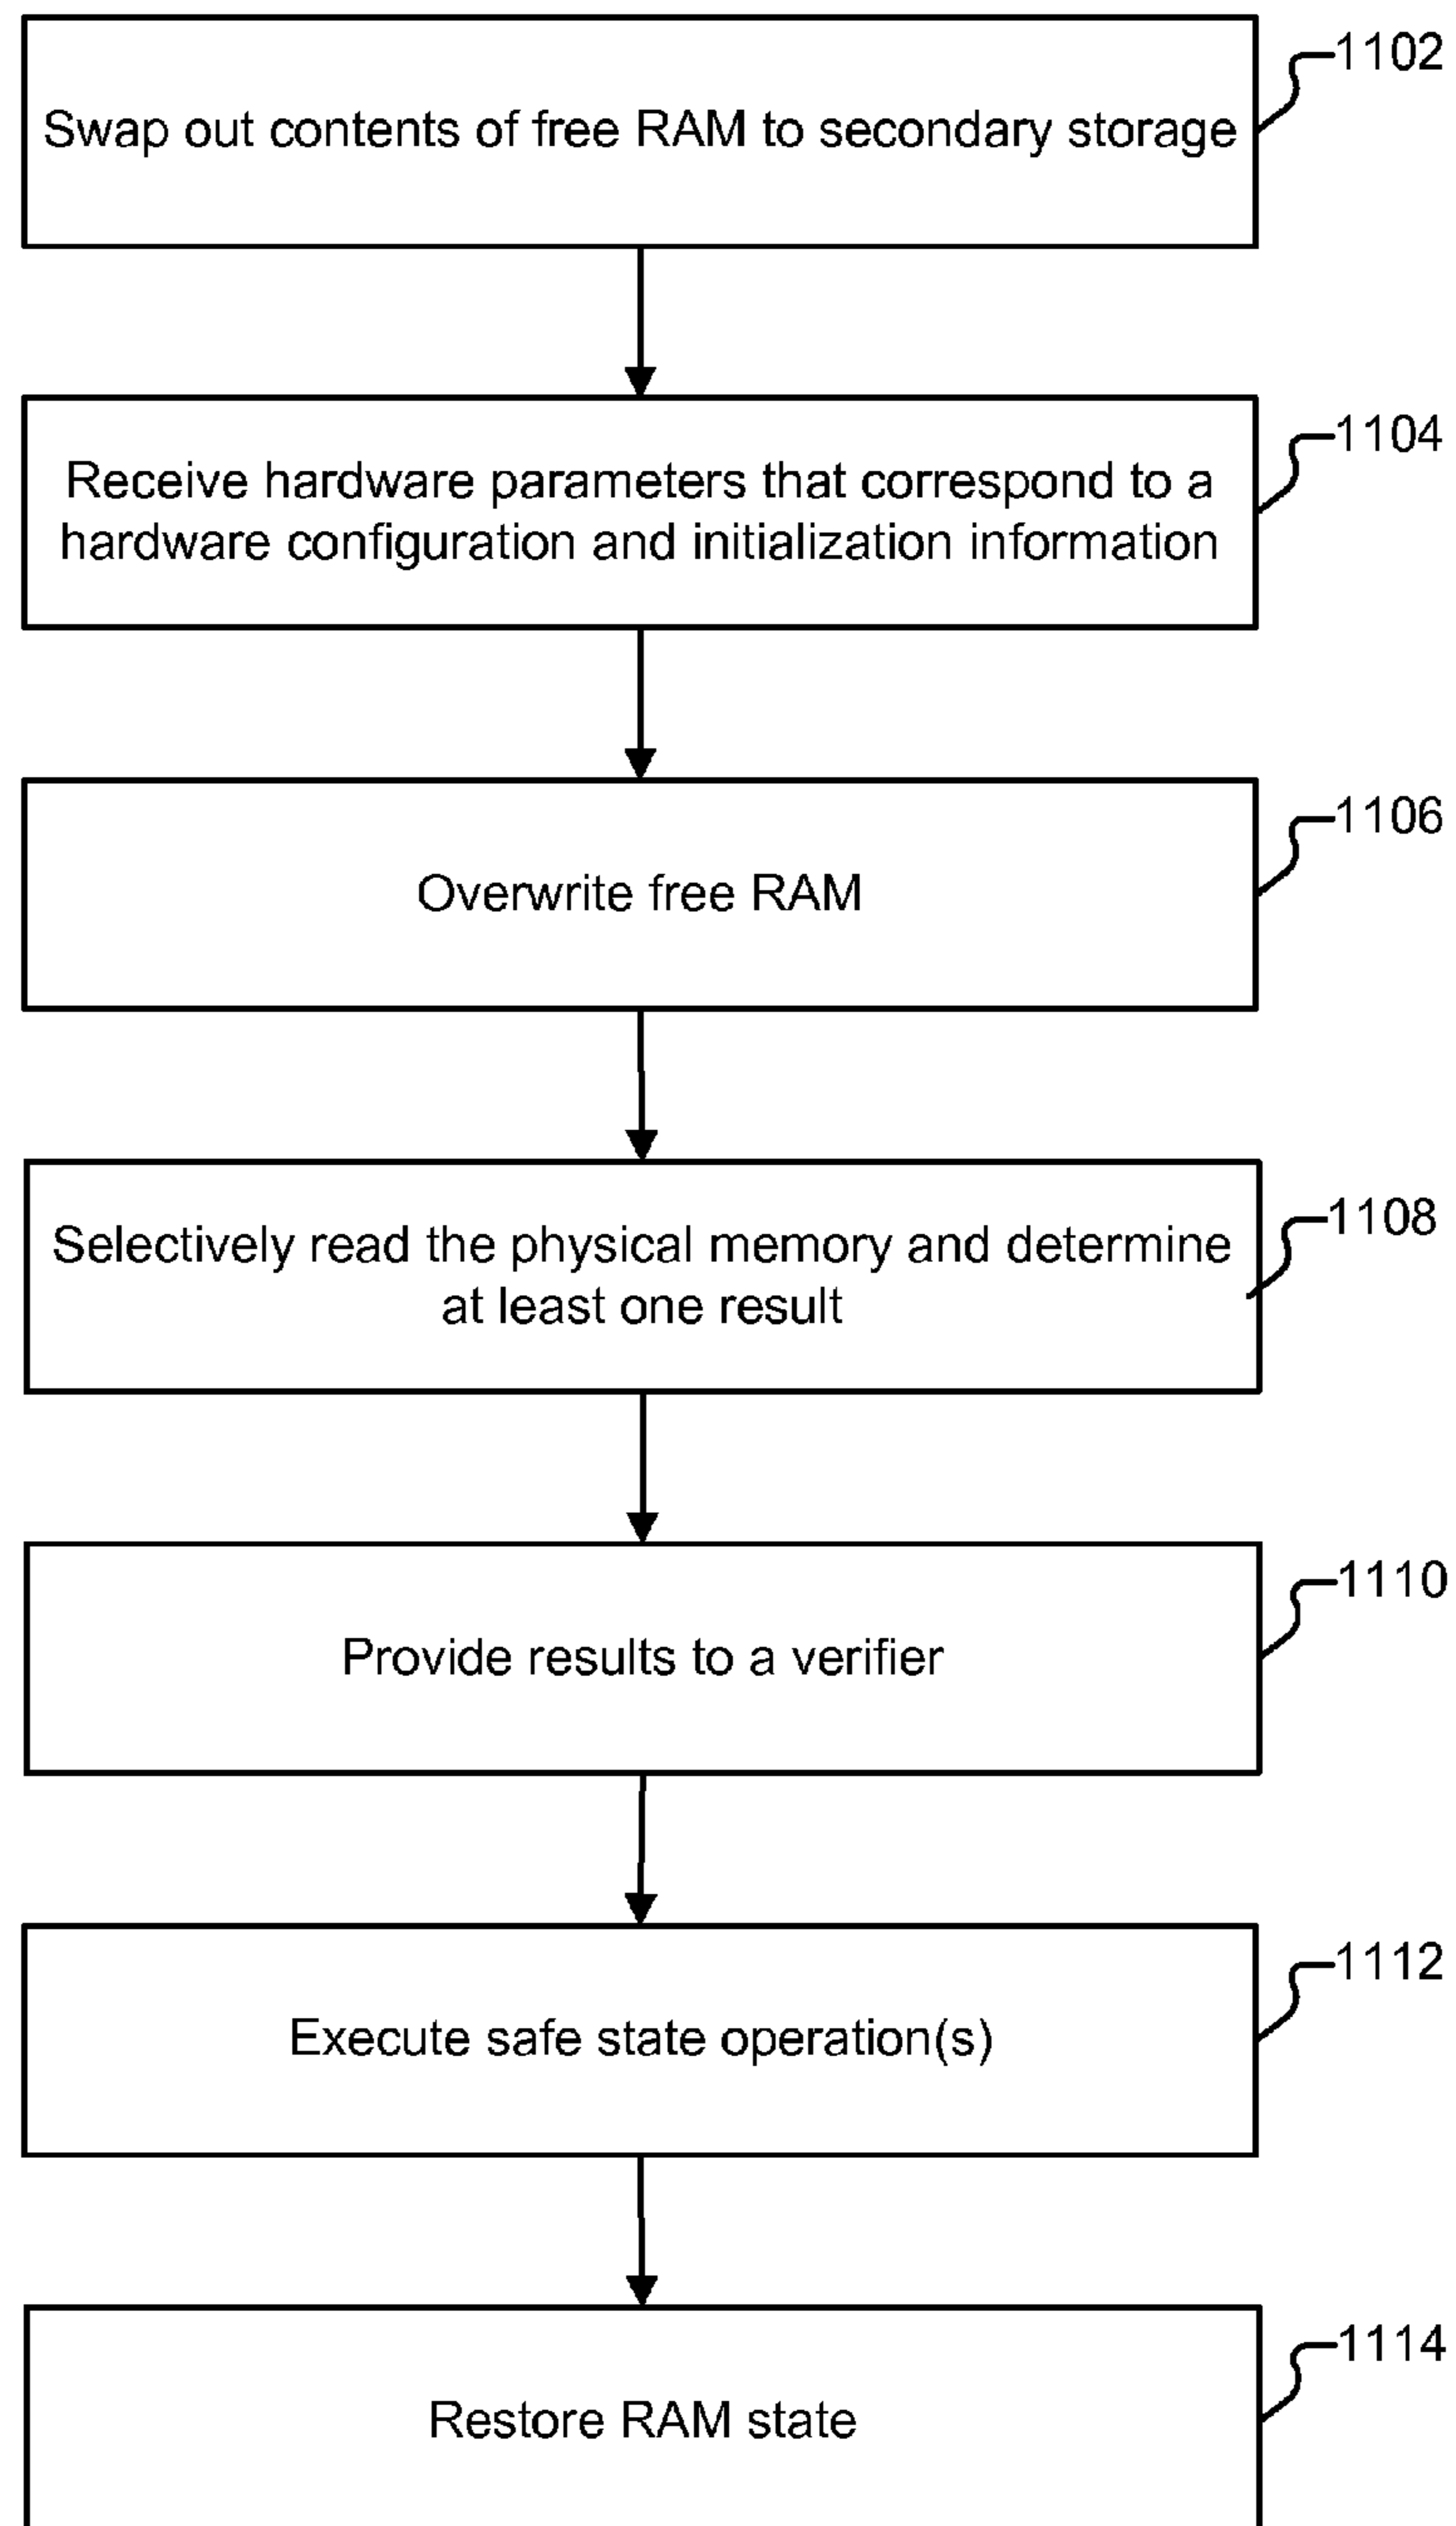 1102
Swap out contents of free RAM to secondary storage
1104
Receive hardware parameters that correspond to a
hardware configuration and initialization information
1106
Overwrite free RAM
1108
Selectively read the physical memory and determine
at least one result
1110
Provide results to a verifier
1112
Execute safe state operation(s)
1114
Restore RAM state